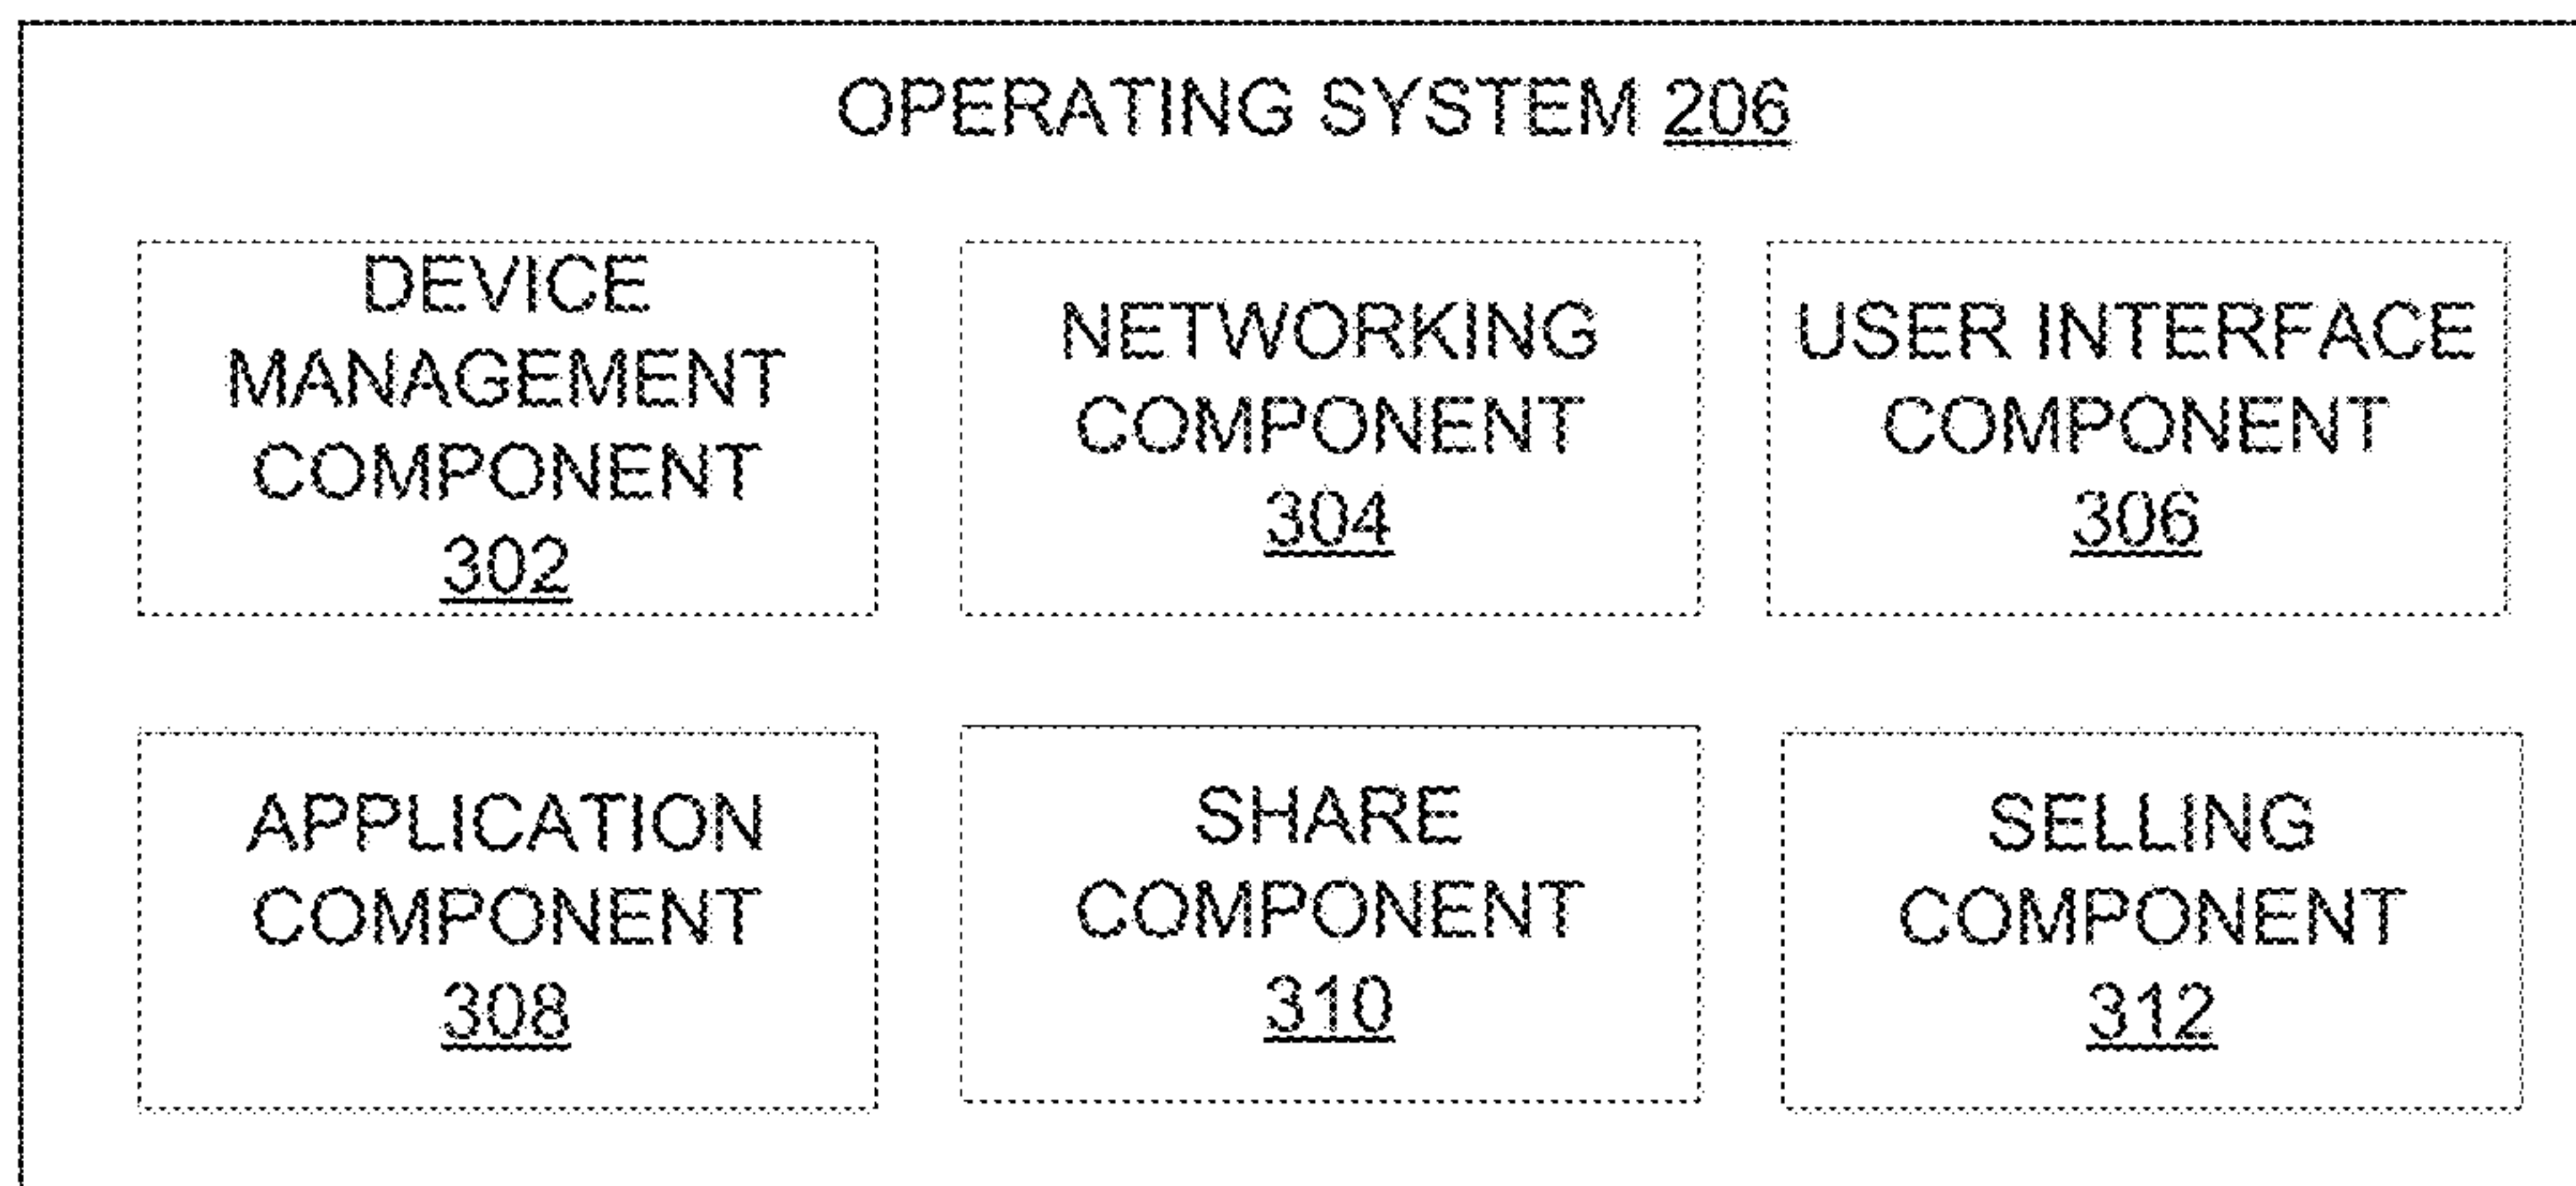 OPERATING SYSTEM 206
DEVICE
MANAGEMENT
COMPONENT
302
NETWORKING
COMPONENT
304
USER INTERFACE
COMPONENT
306
APPLICATION
COMPONENT
308
SHARE
COMPONENT
310
SELLING
COMPONENT
312